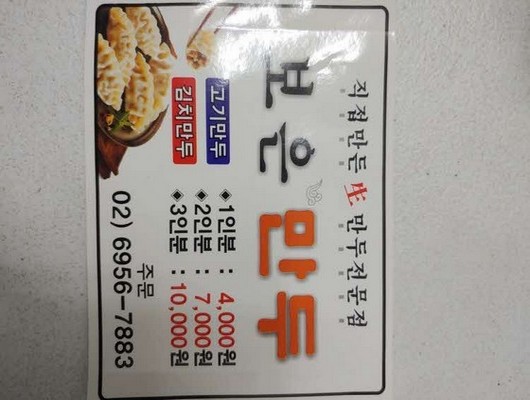 직접만든 生 만두전문점
보은 만두
고기만두
김치만두
◆1인분 : 4,000원
◆2인분 : 7,000원
◆3인분 : 10,000원
주문
02) 6956-7883